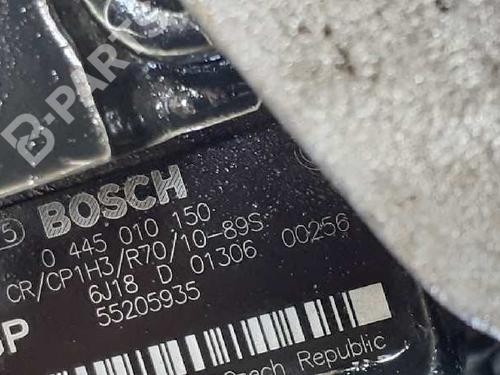 B-PARTS
BOSCH
0 445 010 150
CR/CP1H3/R70/10-89S
6J18 D 01306 00256
55205935
Czech Republic